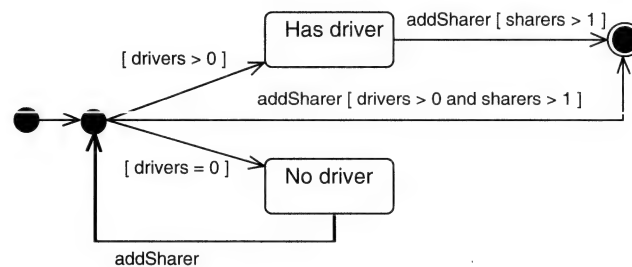 Has driver
addSharer [ sharers > 1 ]
[ drivers > 0 ]
addSharer [ drivers > 0 and sharers > 1 ]
[ drivers = 0 ]
No driver
addSharer